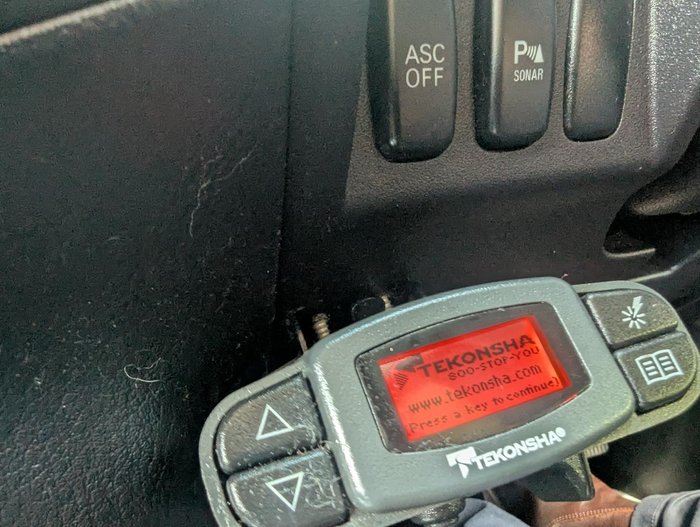 ASC
OFF
P
SONAR
TEKONSHA
800-STOP-YOU
www.tekonsha.com
(Press a key to continue)
TEKONSHA®